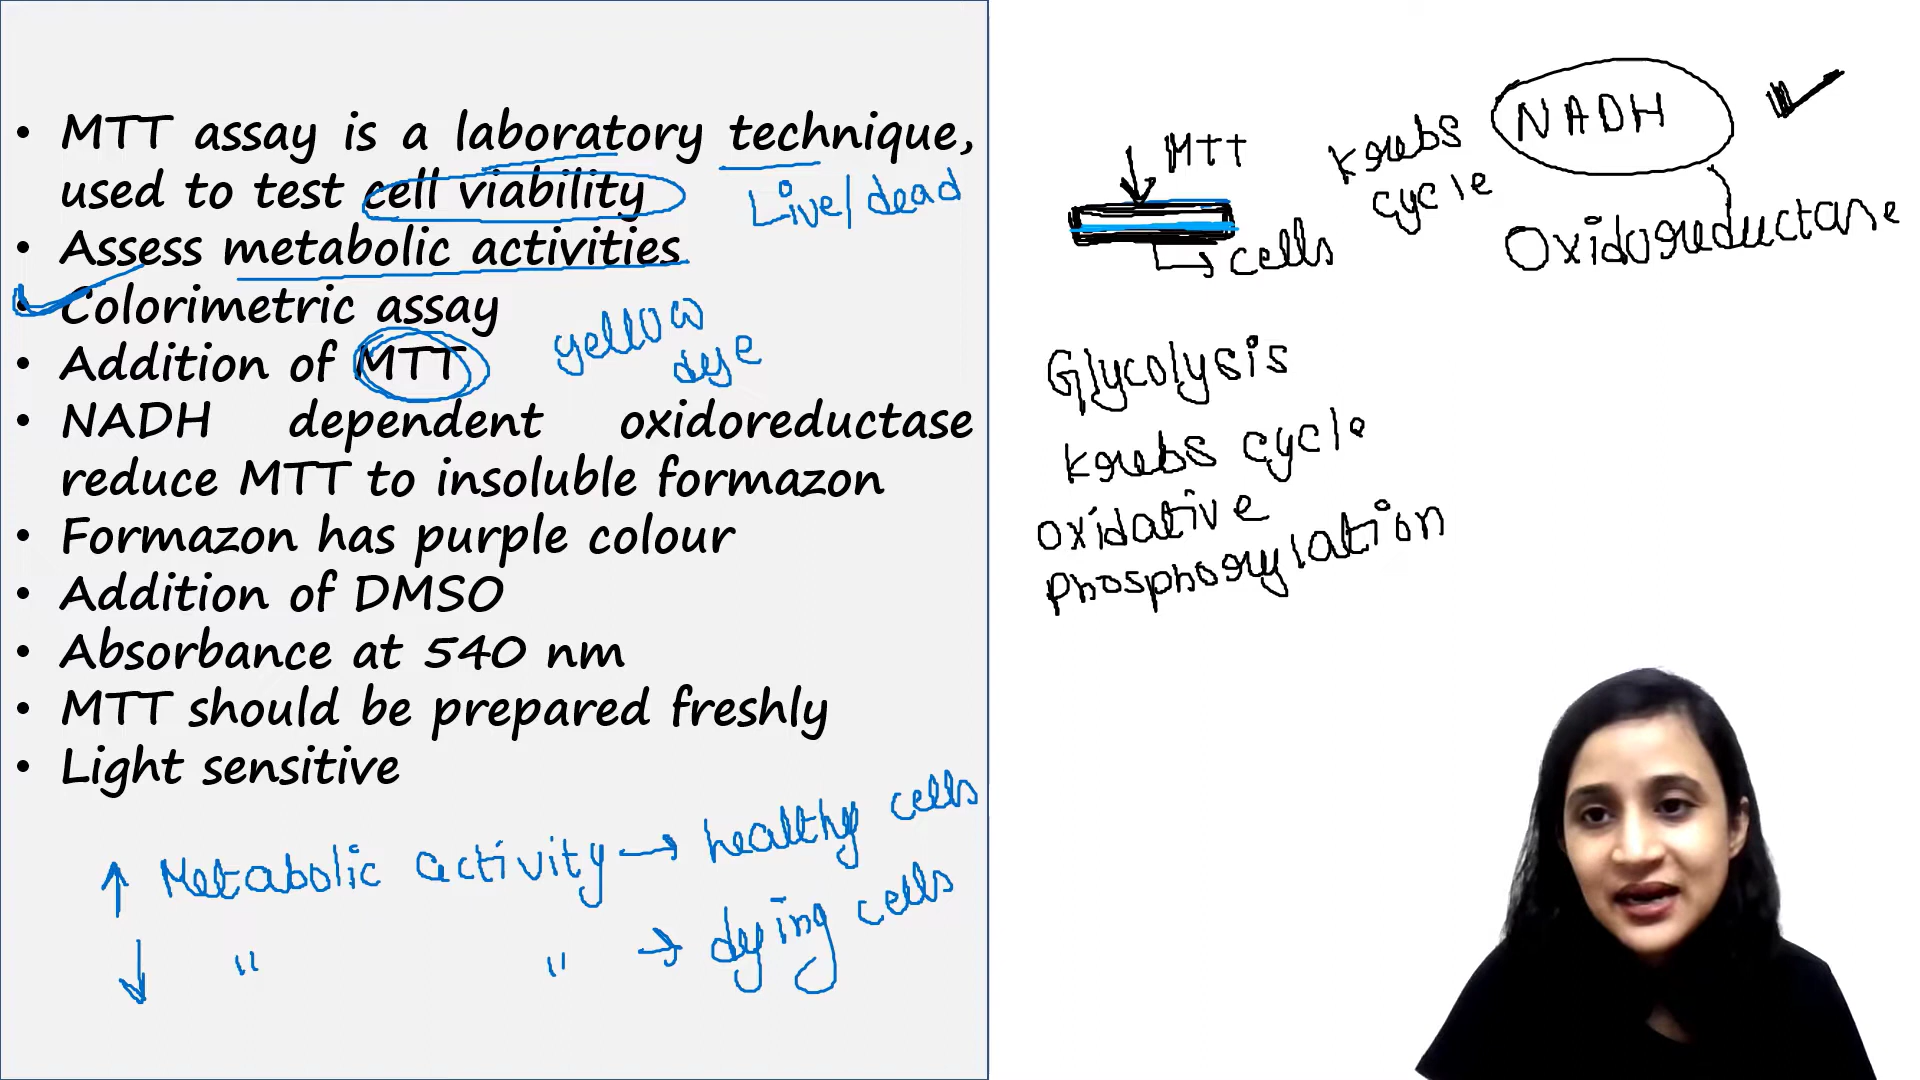 • MTT assay is a laboratory technique,
used to test cell viability
Live/dead
• Assess metabolic activities
• Colorimetric assay
• Addition of MTT
yellow
dye
• NADH dependent oxidoreductase
reduce MTT to insoluble formazon
• Formazon has purple colour
• Addition of DMSO
• Absorbance at 540 nm
• MTT should be prepared freshly
• Light sensitive
↑ Metabolic activity → healthy cells
↓ " " → dying cells
MTT
cells
krebs
cycle
NADH
Oxidoreductase
Glycolysis
krebs cycle
oxidative
phosphorylation